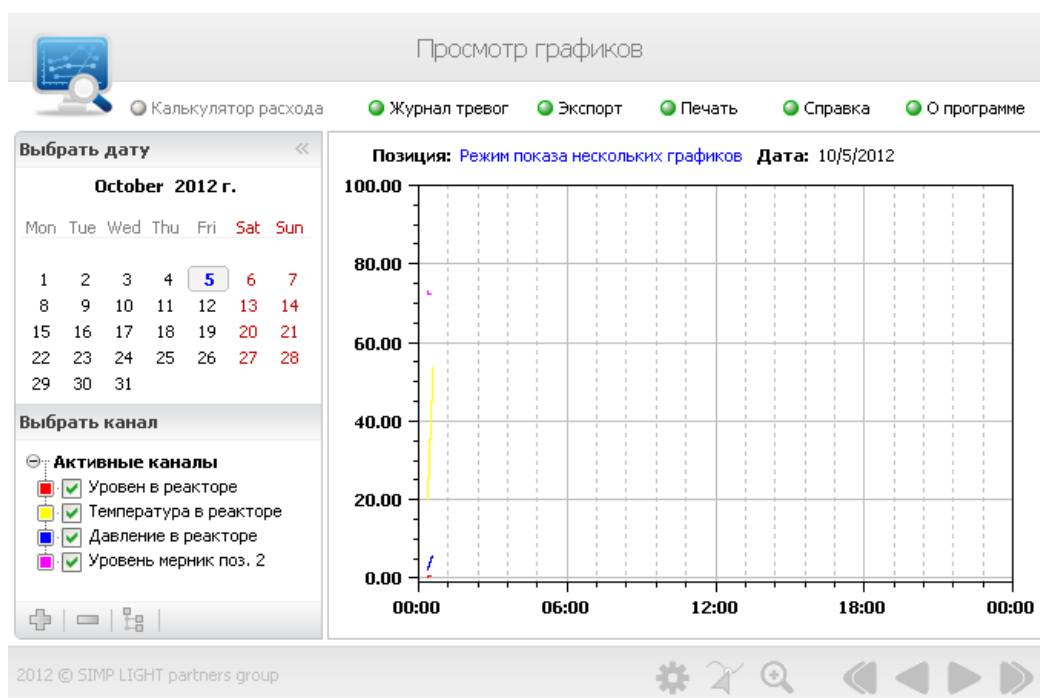 Просмотр графиков
Калькулятор расхода Журнал тревог Экспорт Печать Справка О программе
Выбрать дату
October 2012 г.
Mon Tue Wed Thu Fri Sat Sun
1 2 3 4 5 6 7
8 9 10 11 12 13 14
15 16 17 18 19 20 21
22 23 24 25 26 27 28
29 30 31
Выбрать канал
Активные каналы
Уровен в реакторе
Температура в реакторе
Давление в реакторе
Уровень мерник поз. 2
Позиция: Режим показа нескольких графиков Дата: 10/5/2012
100.00
80.00
60.00
40.00
20.00
0.00
00:00 06:00 12:00 18:00 00:00
2012 © SIMP LIGHT partners group